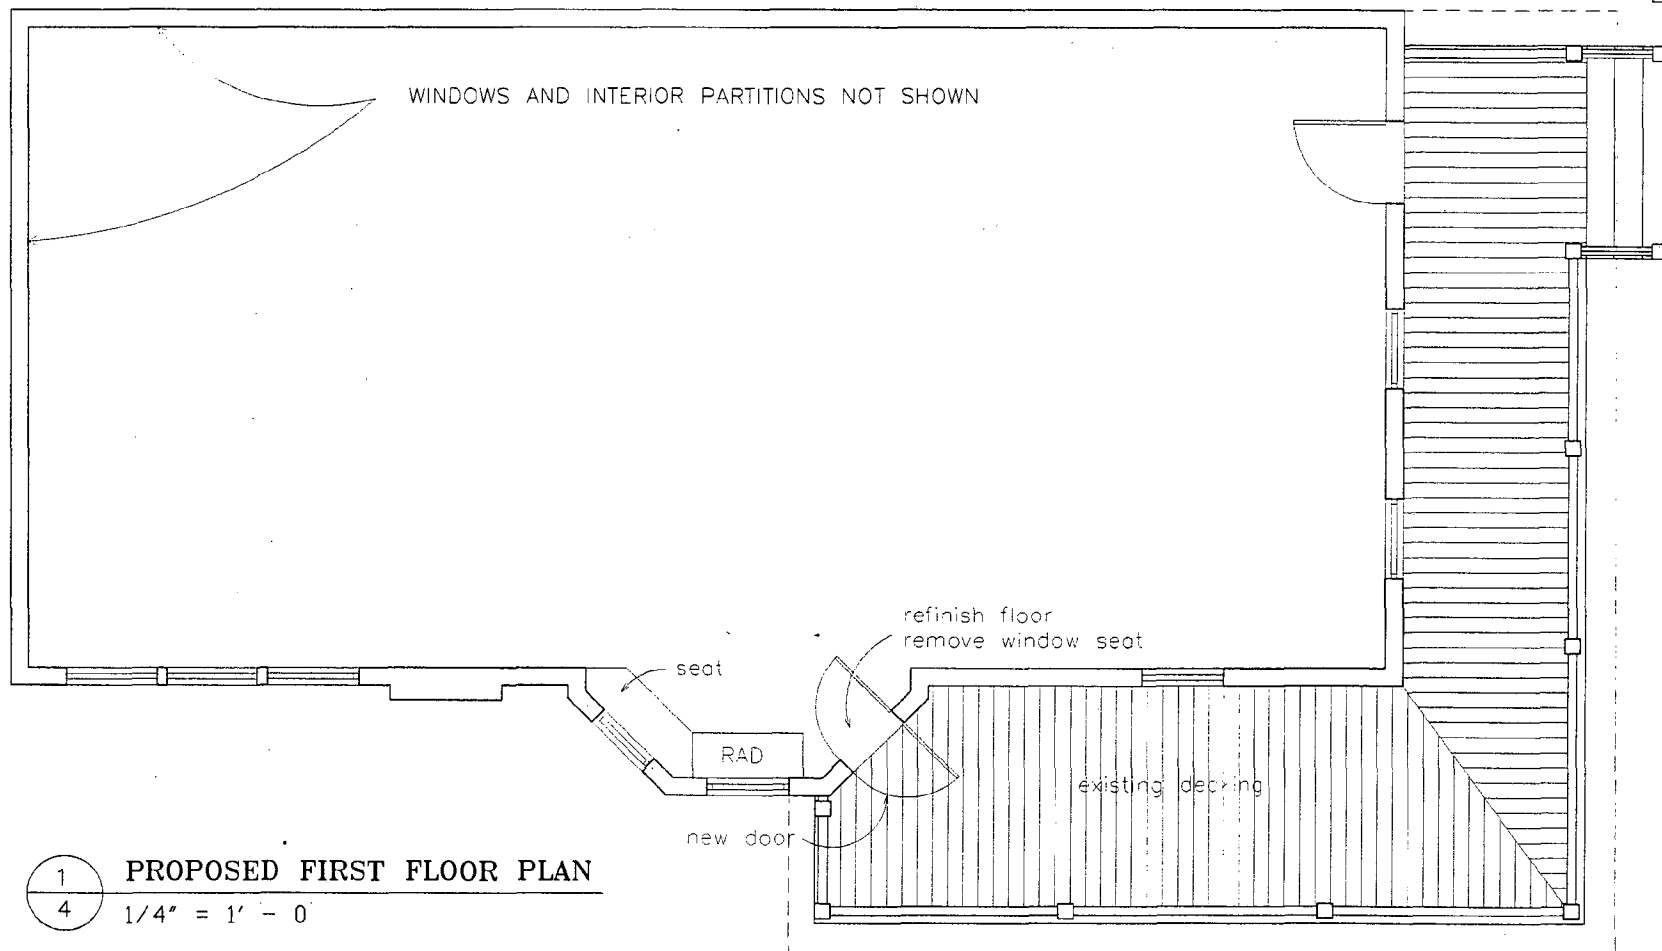 WINDOWS AND INTERIOR PARTITIONS NOT SHOWN
refinish floor
remove window seat
seat
RAD
existing decking
new door
1
4
PROPOSED FIRST FLOOR PLAN
1/4" = 1' - 0